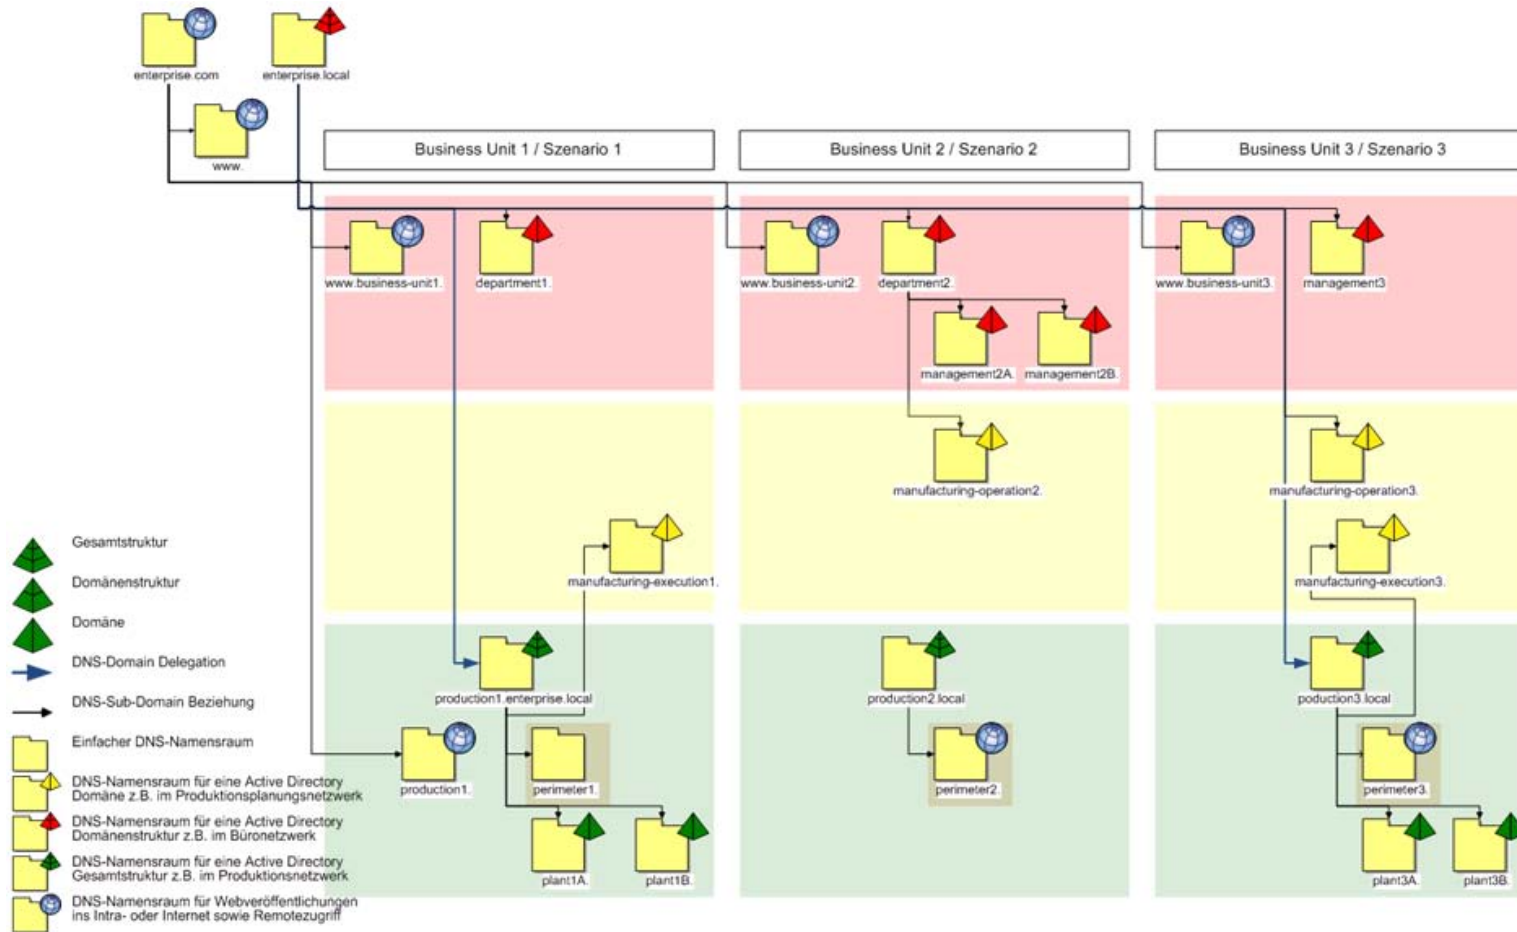 enterprise.com
enterprise.local
www.
Business Unit 1 / Szenario 1
Business Unit 2 / Szenario 2
Business Unit 3 / Szenario 3
www.business-unit1.
department1.
www.business-unit2.
department2.
www.business-unit3.
management3
management2A.
management2B.
manufacturing-operation2.
manufacturing-operation3.
manufacturing-execution1.
manufacturing-execution3.
production1.enterprise.local
production2.local
poduction3.local
production1.
perimeter1.
perimeter2.
perimeter3.
plant1A.
plant1B.
plant3A.
plant3B.
Gesamtstruktur
Domänenstruktur
Domäne
DNS-Domain Delegation
DNS-Sub-Domain Beziehung
Einfacher DNS-Namensraum
DNS-Namensraum für eine Active Directory
Domäne z.B. im Produktionsplanungsnetzwerk
DNS-Namensraum für eine Active Directory
Domänenstruktur z.B. im Büronetzwerk
DNS-Namensraum für eine Active Directory
Gesamtstruktur z.B. im Produktionsnetzwerk
DNS-Namensraum für Webveröffentlichungen
ins Intra- oder Internet sowie Remotezugriff